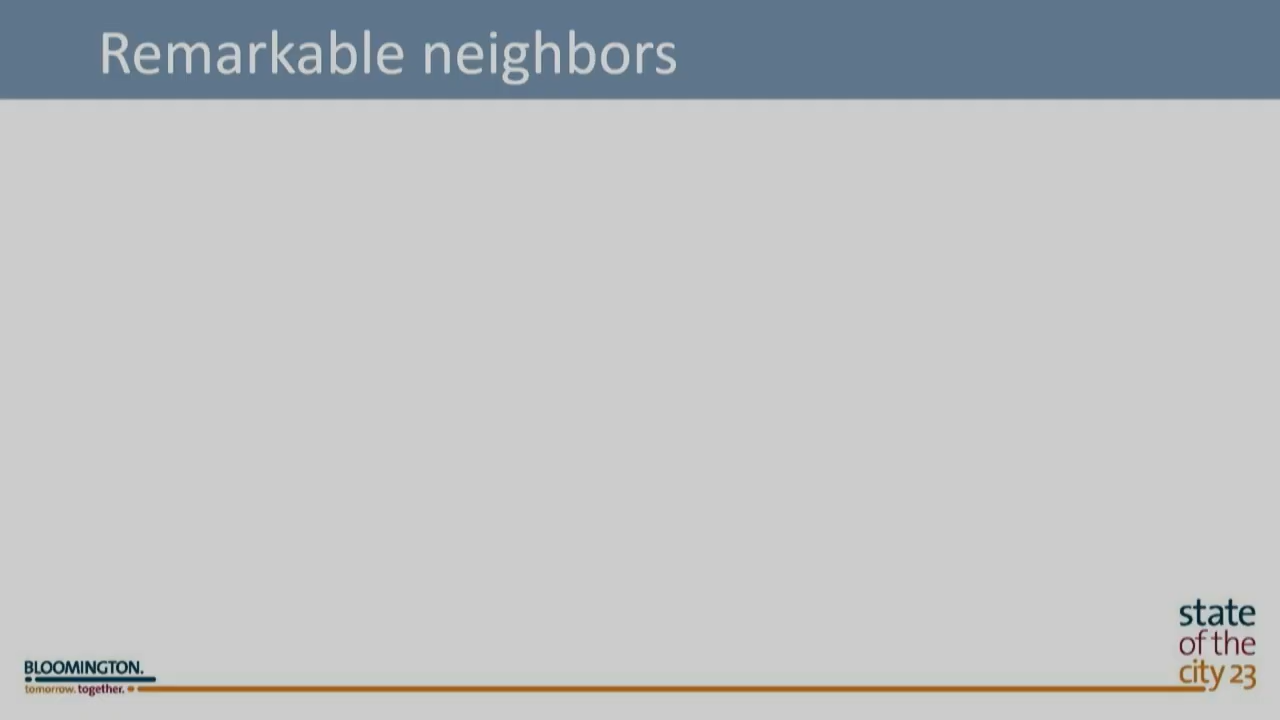 Remarkable neighbors
state
of the
city 23
BLOOMINGTON.
tomorrow. together.